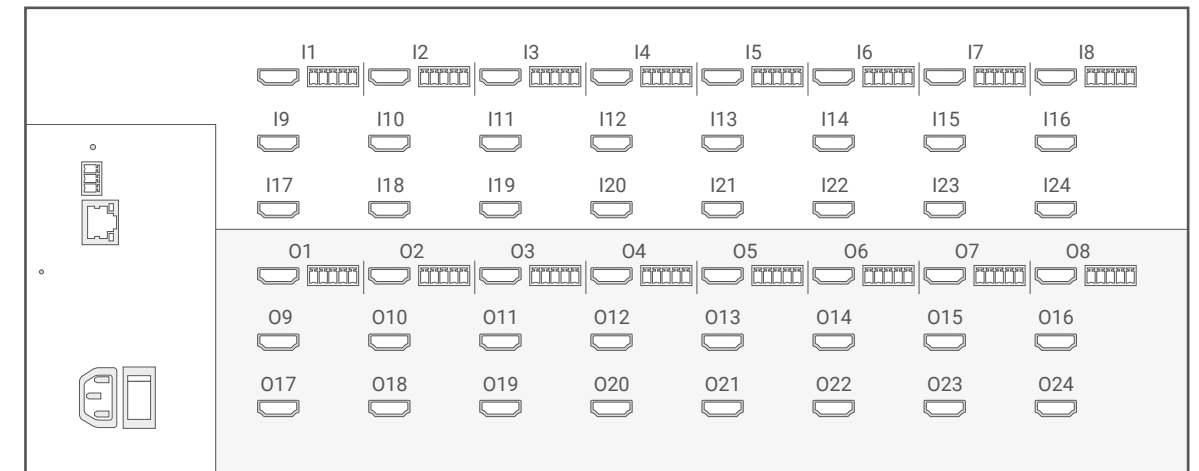 I1 I2 I3 I4 I5 I6 I7 I8
I9 I10 I11 I12 I13 I14 I15 I16
I17 I18 I19 I20 I21 I22 I23 I24
O1 O2 O3 O4 O5 O6 O7 O8
O9 O10 O11 O12 O13 O14 O15 O16
O17 O18 O19 O20 O21 O22 O23 O24